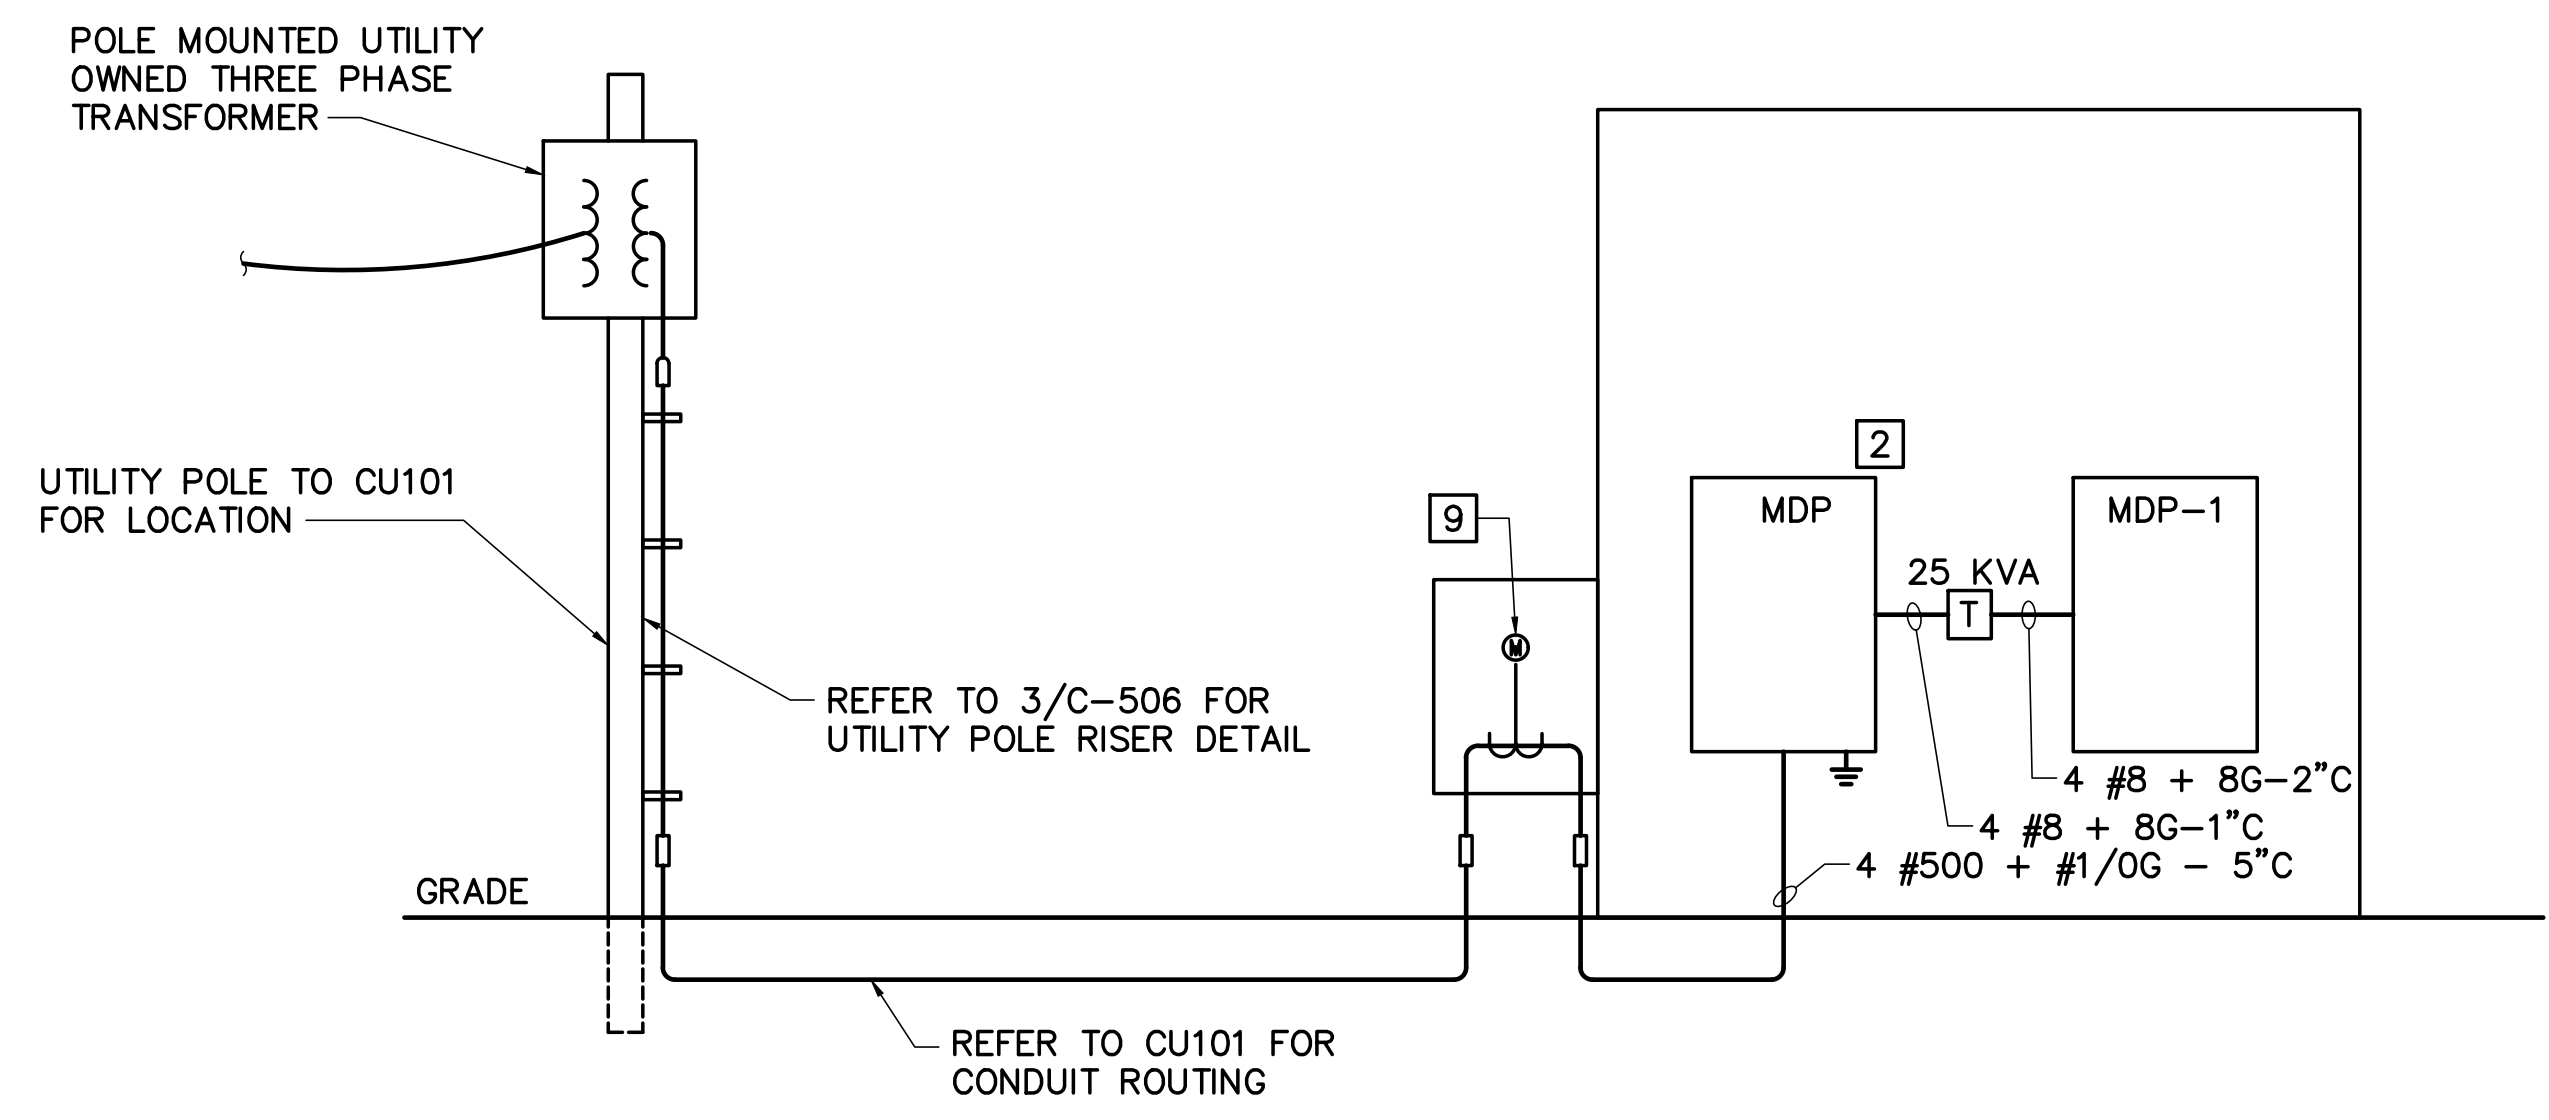 POLE MOUNTED UTILITY
OWNED THREE PHASE
TRANSFORMER
UTILITY POLE TO CU101
FOR LOCATION
REFER TO 3/C-506 FOR
UTILITY POLE RISER DETAIL
GRADE
REFER TO CU101 FOR
CONDUIT ROUTING
9
M
2
MDP
25 KVA
T
MDP-1
4 #8 + 8G-2"C
4 #8 + 8G-1"C
4 #500 + #1/0G - 5"C